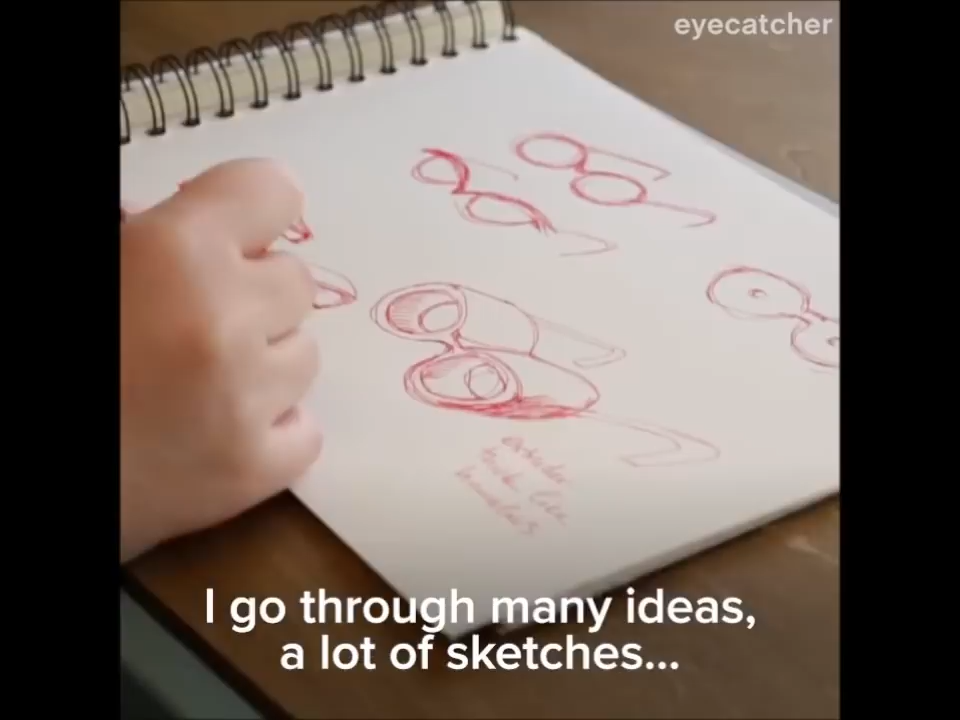 eyecatcher
I go through many ideas,
a lot of sketches...